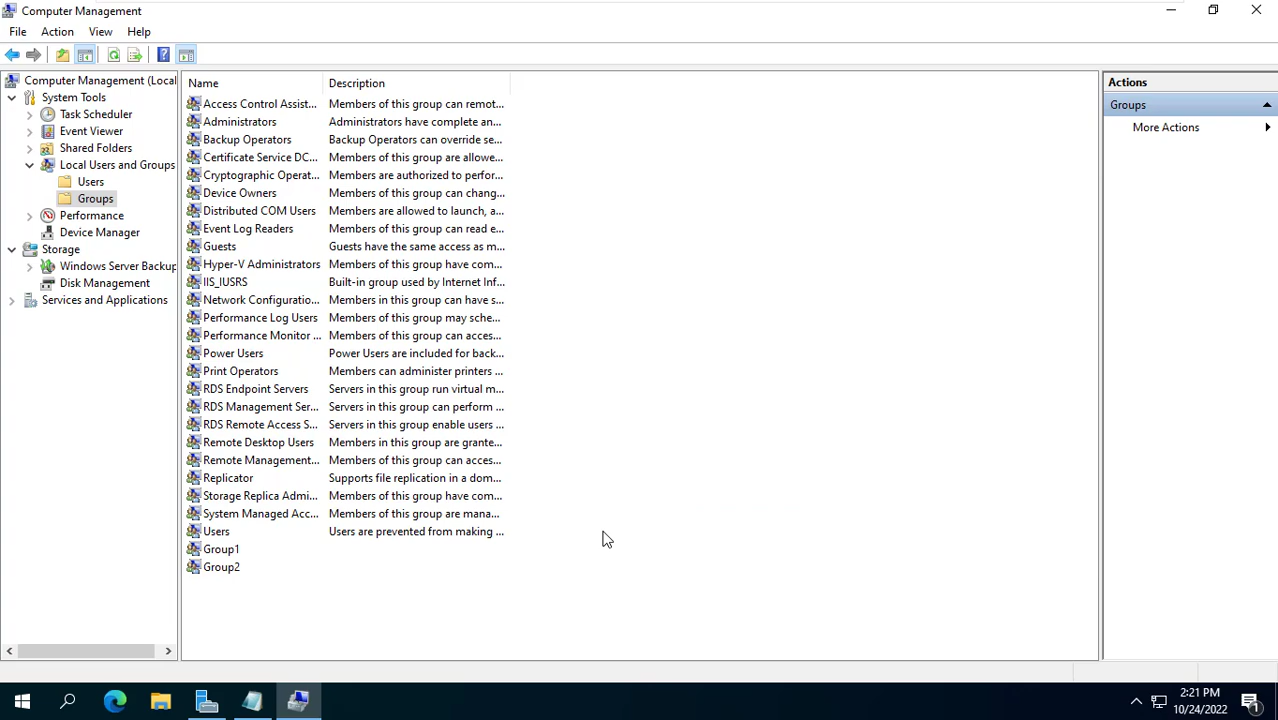 Computer Management
File Action View Help
Computer Management (Local
System Tools
Task Scheduler
Event Viewer
Shared Folders
Local Users and Groups
Users
Groups
Performance
Device Manager
Storage
Windows Server Backup
Disk Management
Services and Applications
Name Description
Access Control Assist... Members of this group can remot...
Administrators Administrators have complete an...
Backup Operators Backup Operators can override se...
Certificate Service DC... Members of this group are allowe...
Cryptographic Operat... Members are authorized to perfor...
Device Owners Members of this group can chang...
Distributed COM Users Members are allowed to launch, a...
Event Log Readers Members of this group can read e...
Guests Guests have the same access as m...
Hyper-V Administrators Members of this group have com...
IIS_IUSRS Built-in group used by Internet Inf...
Network Configuratio... Members in this group can have s...
Performance Log Users Members of this group may sche...
Performance Monitor ... Members of this group can acces...
Power Users Power Users are included for back...
Print Operators Members can administer printers ...
RDS Endpoint Servers Servers in this group run virtual m...
RDS Management Ser... Servers in this group can perform ...
RDS Remote Access S... Servers in this group enable users ...
Remote Desktop Users Members in this group are grante...
Remote Management... Members of this group can acces...
Replicator Supports file replication in a dom...
Storage Replica Admi... Members of this group have com...
System Managed Acc... Members of this group are mana...
Users Users are prevented from making ...
Group1
Group2
Actions
Groups
More Actions
2:21 PM
10/24/2022
1